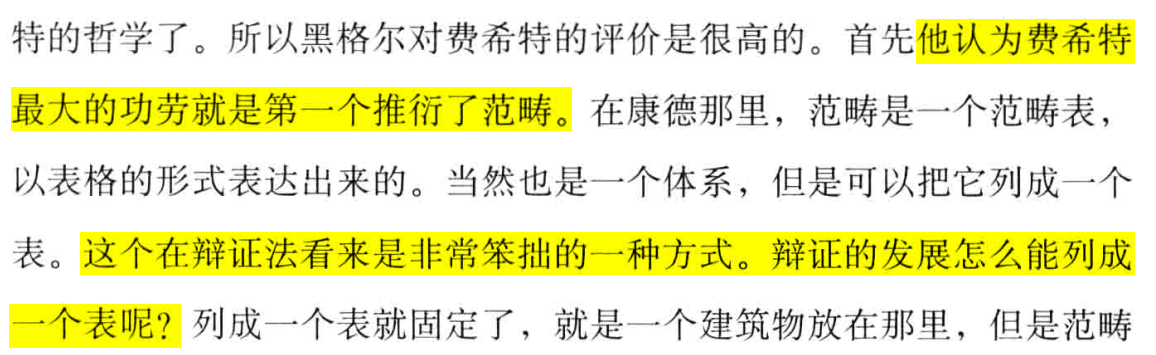 特的哲学了。所以黑格尔对费希特的评价是很高的。首先他认为费希特
最大的功劳就是第一个推衍了范畴。在康德那里，范畴是一个范畴表，
以表格的形式表达出来的。当然也是一个体系，但是可以把它列成一个
表。这个在辩证法看来是非常笨拙的一种方式。辩证的发展怎么能列成
一个表呢？列成一个表就固定了，就是一个建筑物放在那里，但是范畴